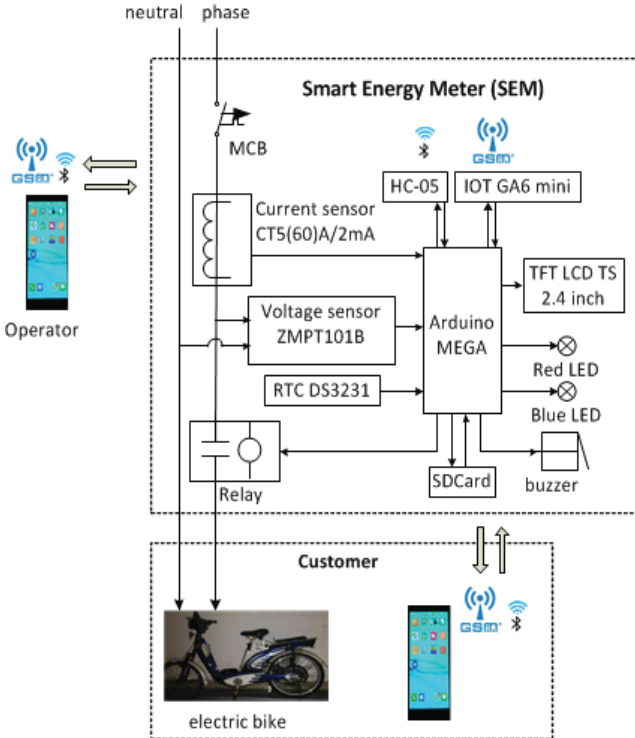 neutral phase
Smart Energy Meter (SEM)
MCB
GSM
HC-05
IOT GA6 mini
Current sensor
CT5(60)A/2mA
TFT LCD TS
2.4 inch
Operator
Voltage sensor
ZMPT101B
Arduino
MEGA
Red LED
RTC DS3231
Blue LED
Relay
SDCard
buzzer
Customer
GSM
electric bike